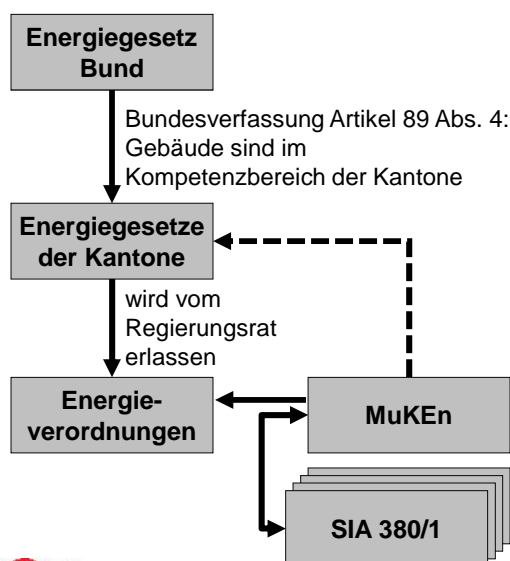 Energiegesetz
Bund
Bundesverfassung Artikel 89 Abs. 4:
Gebäude sind im
Kompetenzbereich der Kantone
Energiegesetze
der Kantone
wird vom
Regierungsrat
erlassen
Energie-
verordnungen
MuKEn
SIA 380/1